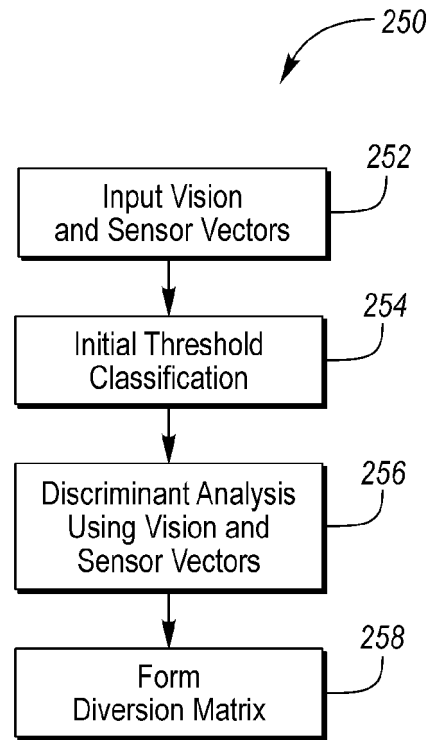 250
252
Input Vision
and Sensor Vectors
254
Initial Threshold
Classification
256
Discriminant Analysis
Using Vision and
Sensor Vectors
258
Form
Diversion Matrix